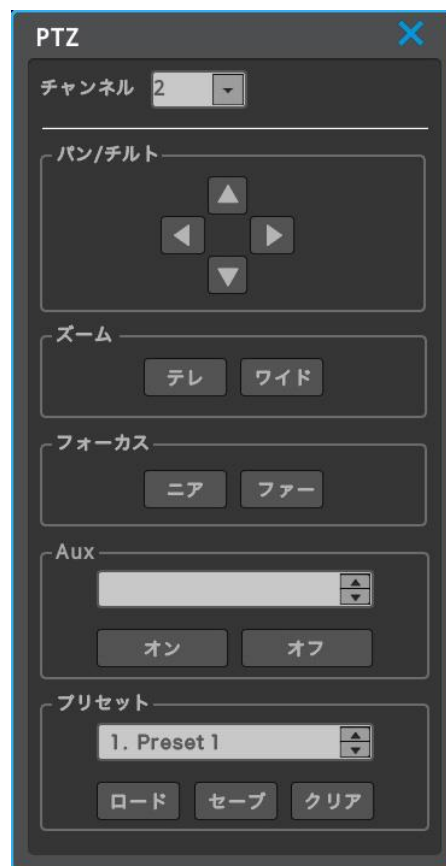 PTZ
チャンネル 2
パン/チルト
ズーム
テレ ワイド
フォーカス
ニア ファー
Aux
オン オフ
プリセット
1. Preset 1
ロード セーブ クリア